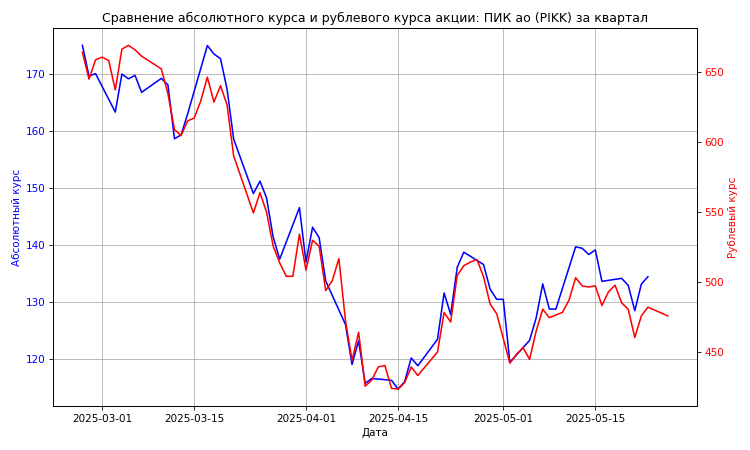 Сравнение абсолютного курса и рублевого курса акции: ПИК ао (PIKK) за квартал
Абсолютный курс
170
160
150
140
130
120
650
600
550
500
450
Рублевый курс
2025-03-01 2025-03-15 2025-04-01 2025-04-15 2025-05-01 2025-05-15
Дата